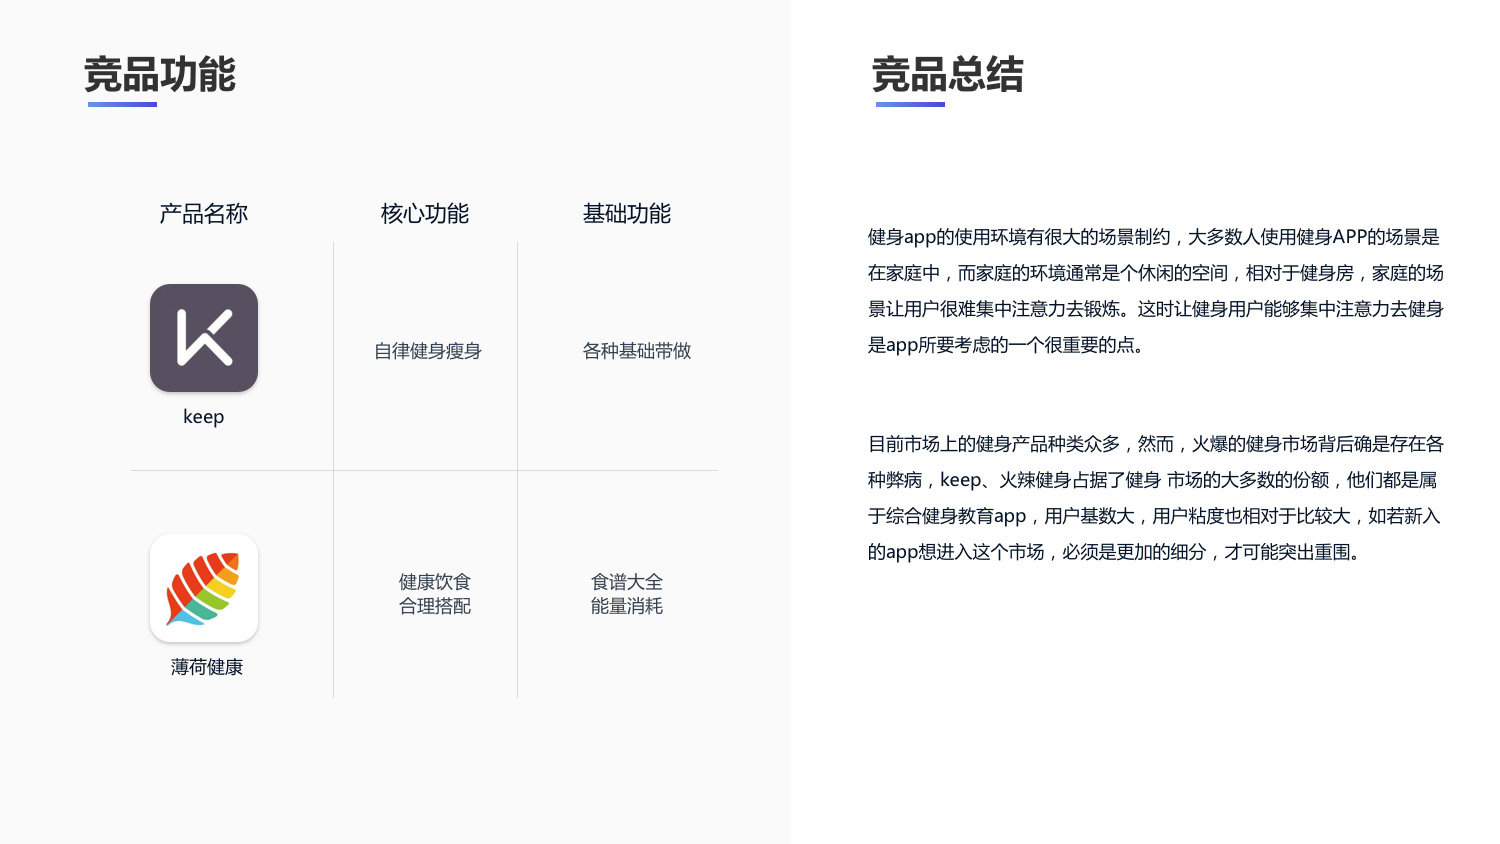 竞品功能
产品名称 核心功能 基础功能
自律健身瘦身 各种基础带做
keep
健康饮食 食谱大全
合理搭配 能量消耗
薄荷健康
竞品总结
健身app的使用环境有很大的场景制约，大多数人使用健身APP的场景是
在家庭中，而家庭的环境通常是个休闲的空间，相对于健身房，家庭的场
景让用户很难集中注意力去锻炼。这时让健身用户能够集中注意力去健身
是app所要考虑的一个很重要的点。
目前市场上的健身产品种类众多，然而，火爆的健身市场背后确是存在各
种弊病，keep、火辣健身占据了健身 市场的大多数的份额，他们都是属
于综合健身教育app，用户基数大，用户粘度也相对于比较大，如若新入
的app想进入这个市场，必须是更加的细分，才可能突出重围。